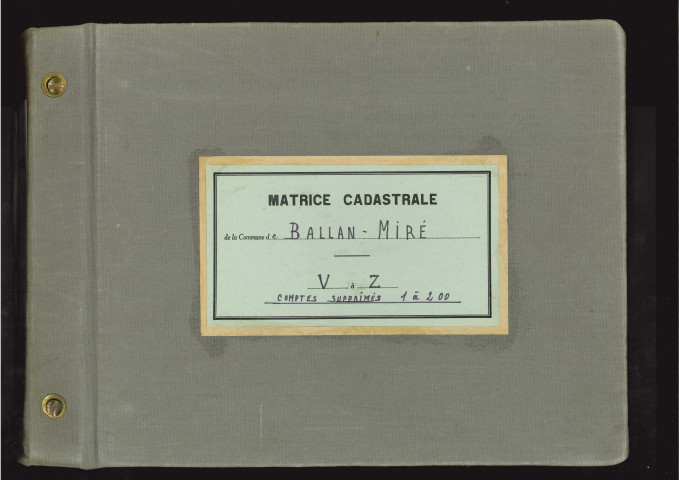 MATRICE CADASTRALE
de la Commune de BALLAN-MIRÉ
V à Z
COMPTES SUPPRIMÉS 1 à 200